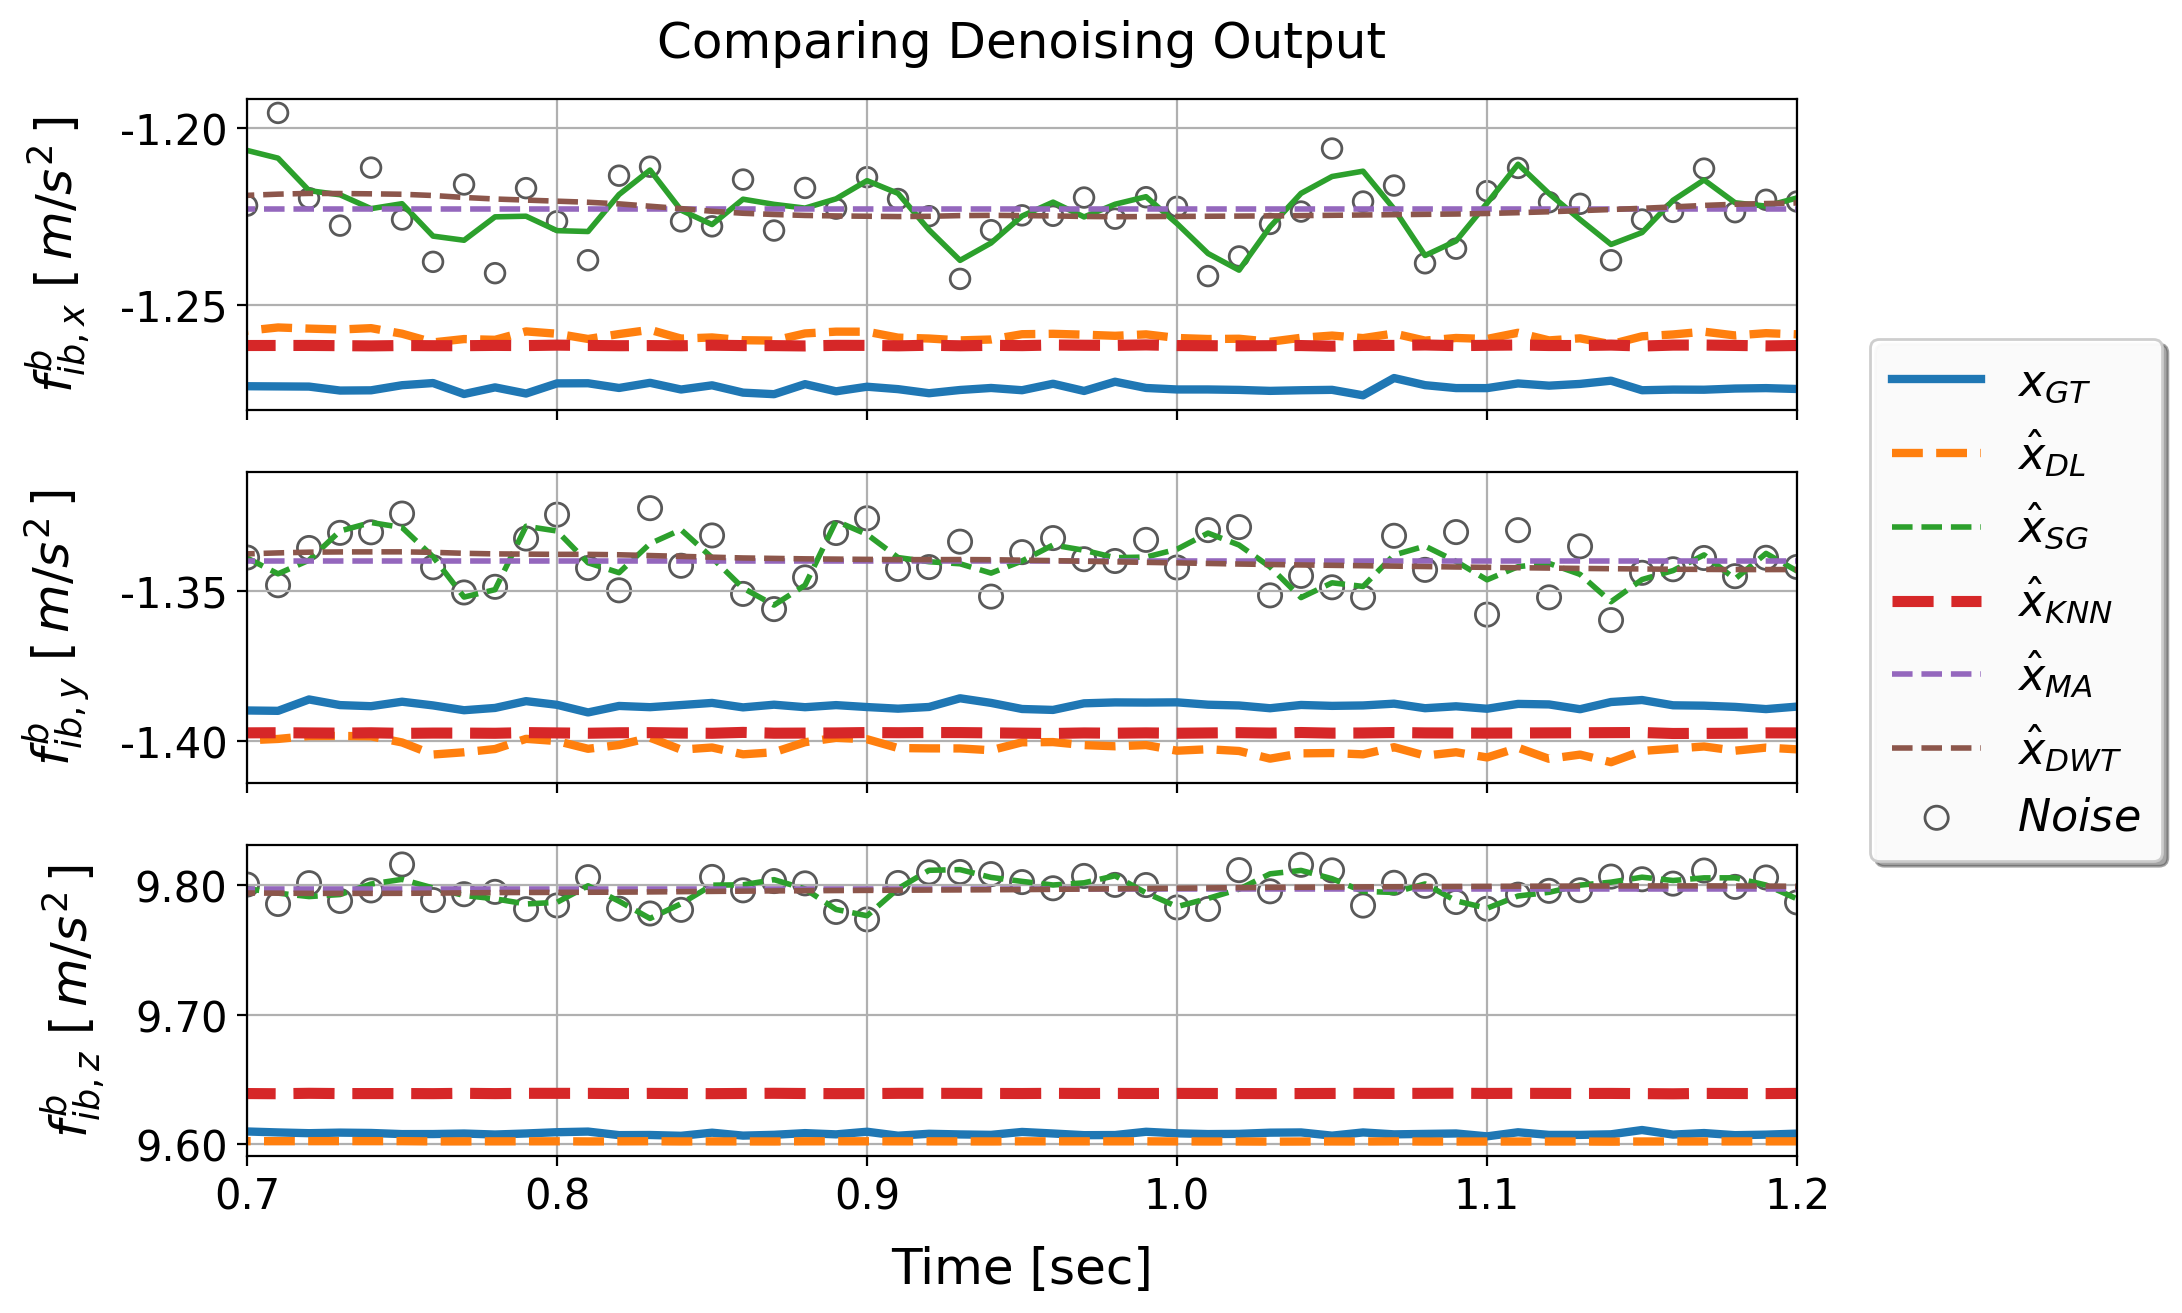 Comparing Denoising Output
f^b_{ib, x} [ m/s^2 ]
-1.20
-1.25
f^b_{ib, y} [ m/s^2 ]
-1.35
-1.40
f^b_{ib, z} [ m/s^2 ]
9.80
9.70
9.60
0.7 0.8 0.9 1.0 1.1 1.2
Time [sec]
x_{GT}
x̂_{DL}
x̂_{SG}
x̂_{KNN}
x̂_{MA}
x̂_{DWT}
Noise